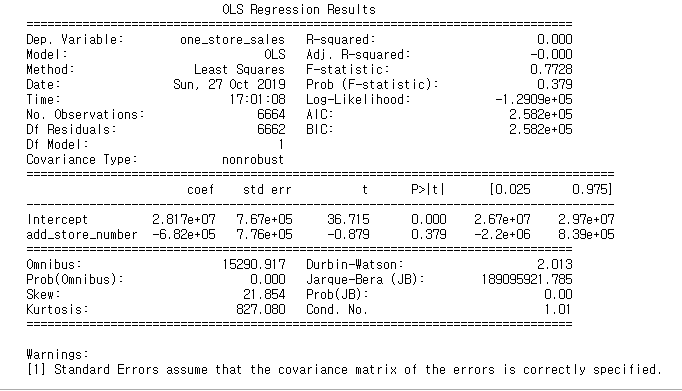 OLS Regression Results
==============================================================================
Dep. Variable: one_store_sales R-squared: 0.000
Model: OLS Adj. R-squared: -0.000
Method: Least Squares F-statistic: 0.7728
Date: Sun, 27 Oct 2019 Prob (F-statistic): 0.379
Time: 17:01:08 Log-Likelihood: -1.2909e+05
No. Observations: 6664 AIC: 2.582e+05
Df Residuals: 6662 BIC: 2.582e+05
Df Model: 1
Covariance Type: nonrobust
====================================================================================
coef std err t P>|t| [0.025 0.975]
------------------------------------------------------------------------------------
Intercept 2.817e+07 7.67e+05 36.715 0.000 2.67e+07 2.97e+07
add_store_number -6.82e+05 7.76e+05 -0.879 0.379 -2.2e+06 8.39e+05
==============================================================================
Omnibus: 15290.917 Durbin-Watson: 2.013
Prob(Omnibus): 0.000 Jarque-Bera (JB): 189095921.785
Skew: 21.854 Prob(JB): 0.00
Kurtosis: 827.080 Cond. No. 1.01
==============================================================================
Warnings:
[1] Standard Errors assume that the covariance matrix of the errors is correctly specified.